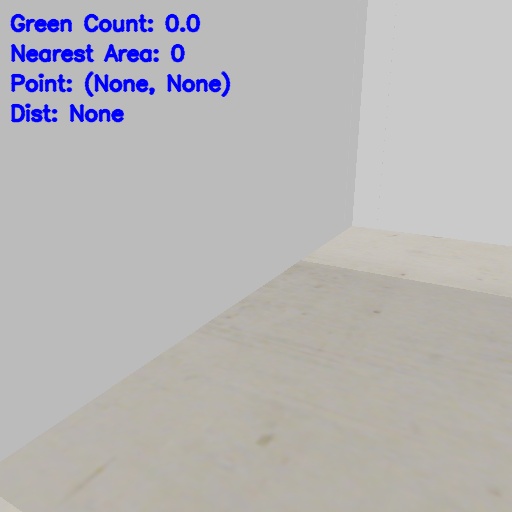 Green Count: 0.0
Nearest Area: 0
Point: (None, None)
Dist: None